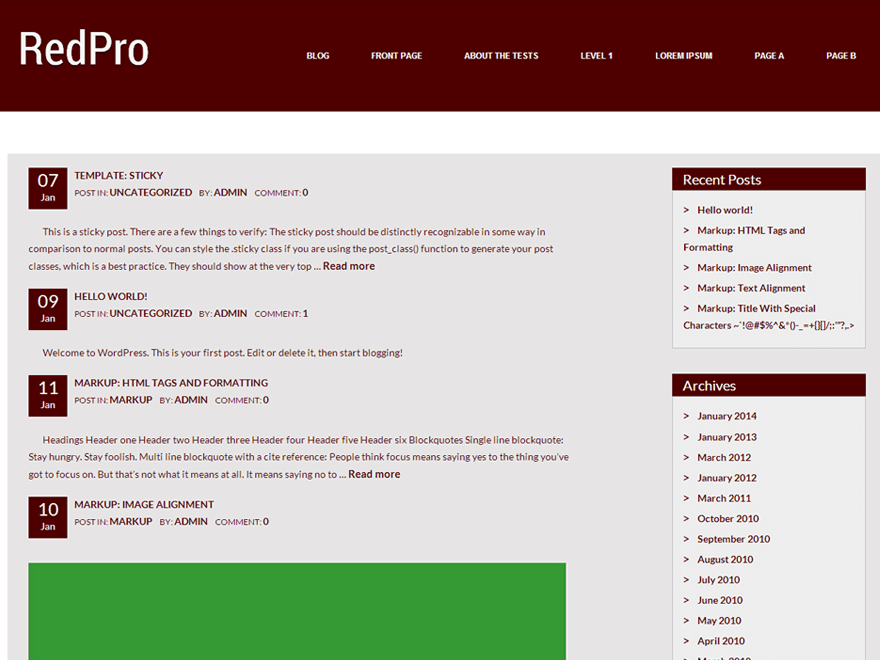 RedPro
BLOG FRONT PAGE ABOUT THE TESTS LEVEL 1 LOREM IPSUM PAGE A PAGE B
07
Jan
TEMPLATE: STICKY
POST IN: UNCATEGORIZED BY: ADMIN COMMENT: 0
This is a sticky post. There are a few things to verify: The sticky post should be distinctly recognizable in some way in
comparison to normal posts. You can style the .sticky class if you are using the post_class() function to generate your post
classes, which is a best practice. They should show at the very top ... Read more
09
Jan
HELLO WORLD!
POST IN: UNCATEGORIZED BY: ADMIN COMMENT: 1
Welcome to WordPress. This is your first post. Edit or delete it, then start blogging!
11
Jan
MARKUP: HTML TAGS AND FORMATTING
POST IN: MARKUP BY: ADMIN COMMENT: 0
Headings Header one Header two Header three Header four Header five Header six Blockquotes Single line blockquote:
Stay hungry. Stay foolish. Multi line blockquote with a cite reference: People think focus means saying yes to the thing you've
got to focus on. But that's not what it means at all. It means saying no to ... Read more
10
Jan
MARKUP: IMAGE ALIGNMENT
POST IN: MARKUP BY: ADMIN COMMENT: 0
Recent Posts
> Hello world!
> Markup: HTML Tags and
Formatting
> Markup: Image Alignment
> Markup: Text Alignment
> Markup: Title With Special
Characters ~`!@#$%^&*()-_=+{}[]/;:'"?,.>
Archives
> January 2014
> January 2013
> March 2012
> January 2012
> March 2011
> October 2010
> September 2010
> August 2010
> July 2010
> June 2010
> May 2010
> April 2010